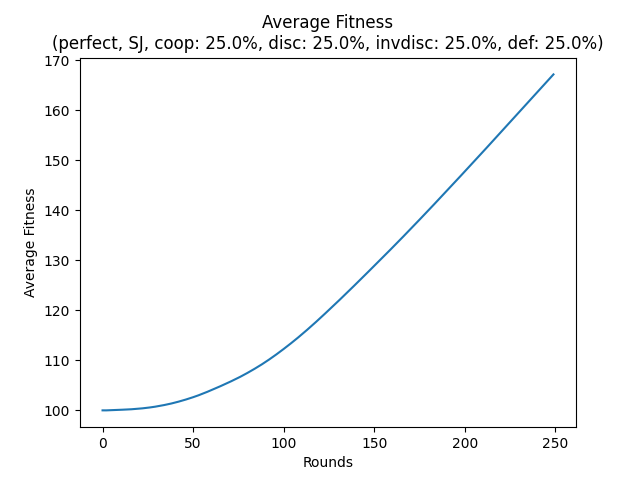 Average Fitness
(perfect, SJ, coop: 25.0%, disc: 25.0%, invdisc: 25.0%, def: 25.0%)
170
160
150
140
130
120
110
100
Average Fitness
0 50 100 150 200 250
Rounds